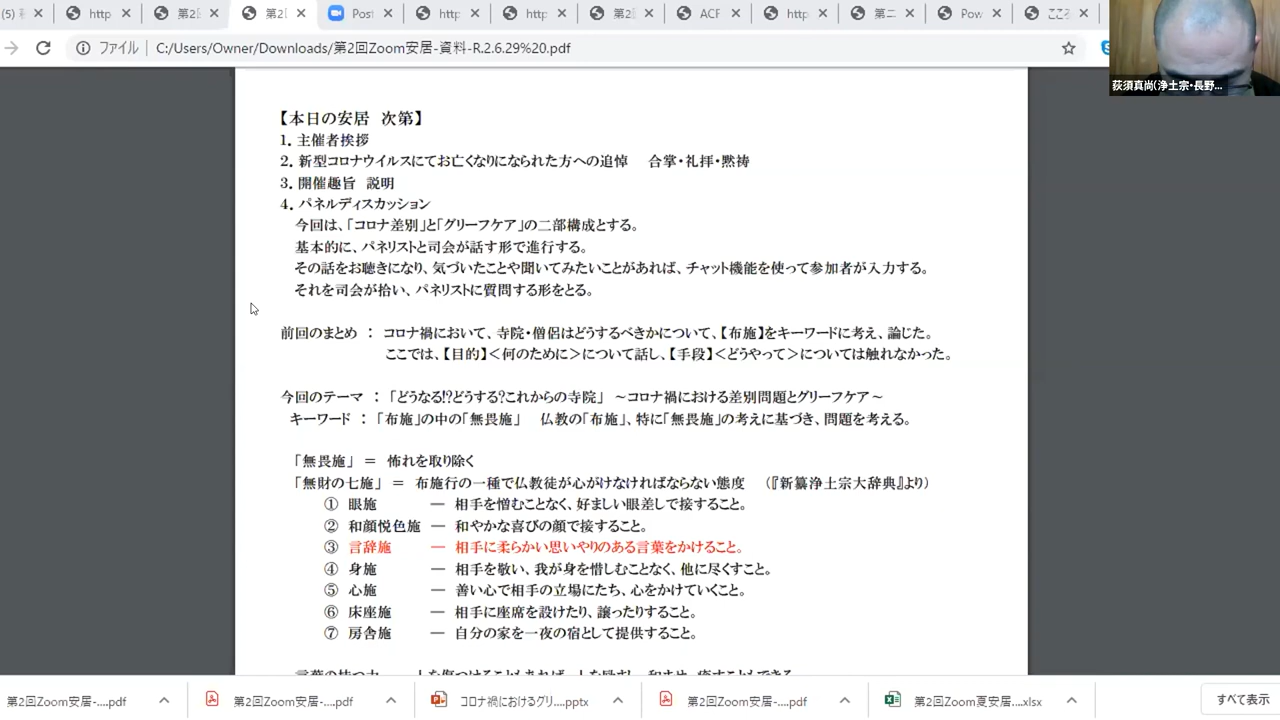 (5) 
http
第2
第2
Post
http
http
第2
ACF
http
第二
Pow
こころ
ファイル | C:/Users/Owner/Downloads/第2回Zoom安居-資料-R.2.6.29%20.pdf
荻須真尚(浄土宗・長野...
【本日の安居 次第】
1. 主催者挨拶
2. 新型コロナウイルスにてお亡くなりになられた方への追悼 合掌・礼拝・黙祷
3. 開催趣旨 説明
4. パネルディスカッション
今回は、「コロナ差別」と「グリーフケア」の二部構成とする。
基本的に、パネリストと司会が話す形で進行する。
その話をお聴きになり、気づいたことや聞いてみたいことがあれば、チャット機能を使って参加者が入力する。
それを司会が拾い、パネリストに質問する形をとる。
前回のまとめ : コロナ禍において、寺院・僧侶はどうするべきかについて、【布施】をキーワードに考え、論じた。
ここでは、【目的】<何のために>について話し、【手段】<どうやって>については触れなかった。
今回のテーマ : 「どうなる!?どうする?これからの寺院」 ~コロナ禍における差別問題とグリーフケア~
キーワード : 「布施」の中の「無畏施」 仏教の「布施」、特に「無畏施」の考えに基づき、問題を考える。
「無畏施」 = 怖れを取り除く
「無財の七施」 = 布施行の一種で仏教徒が心がけなければならない態度 (『新纂浄土宗大辞典』より)
① 眼施 ― 相手を憎むことなく、好ましい眼差しで接すること。
② 和顔悦色施 ― 和やかな喜びの顔で接すること。
③ 言辞施 ― 相手に柔らかい思いやりのある言葉をかけること。
④ 身施 ― 相手を敬い、我が身を惜しむことなく、他に尽くすこと。
⑤ 心施 ― 善い心で相手の立場にたち、心をかけていくこと。
⑥ 床座施 ― 相手に座席を設けたり、譲ったりすること。
⑦ 房舎施 ― 自分の家を一夜の宿として提供すること。
第2回Zoom安居-....pdf
第2回Zoom安居-....pdf
コロナ禍におけるグリ....pptx
第2回Zoom安居-....pdf
第2回Zoom夏安居....xlsx
すべて表示